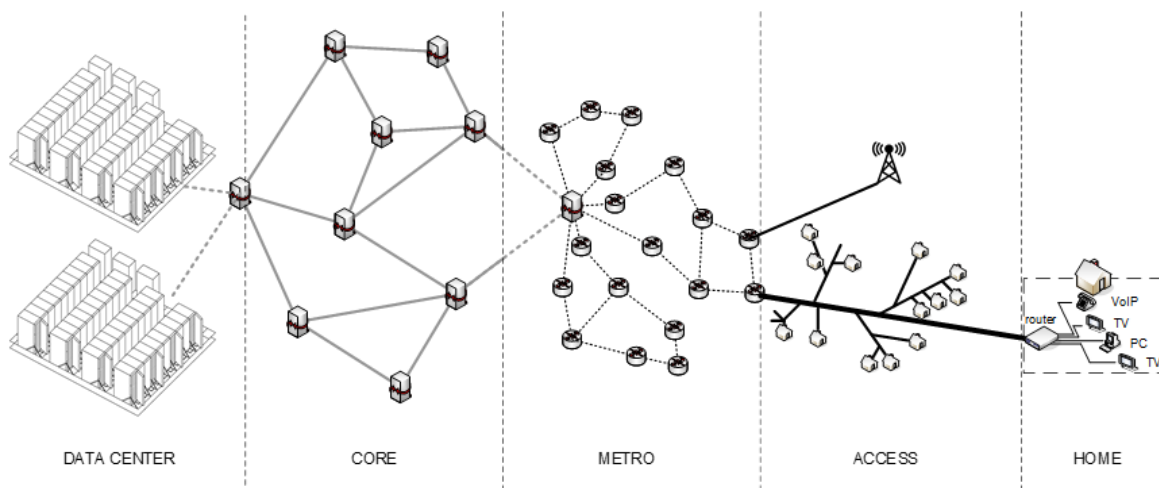 router
VoIP
TV
PC
TV
DATA CENTER
CORE
METRO
ACCESS
HOME